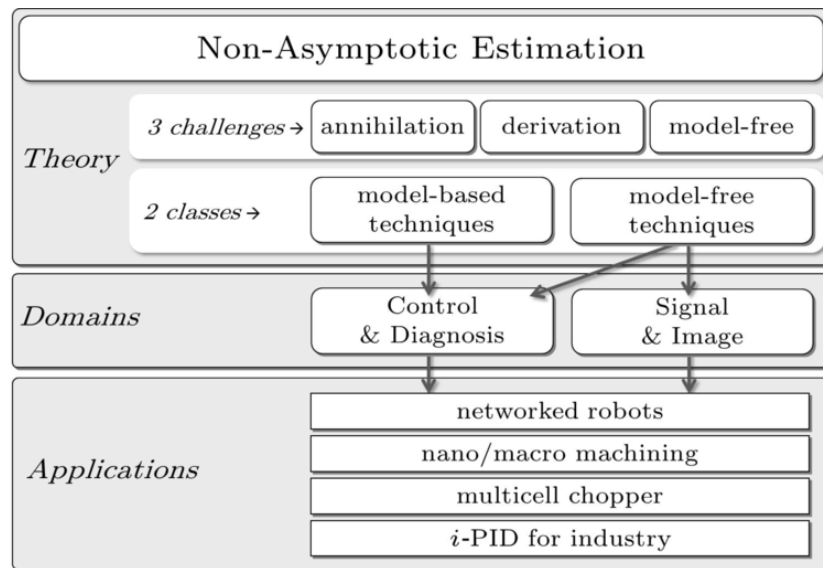 Non-Asymptotic Estimation
Theory
3 challenges → annihilation derivation model-free
2 classes → model-based techniques model-free techniques
Domains
Control & Diagnosis
Signal & Image
Applications
networked robots
nano/macro machining
multicell chopper
i-PID for industry